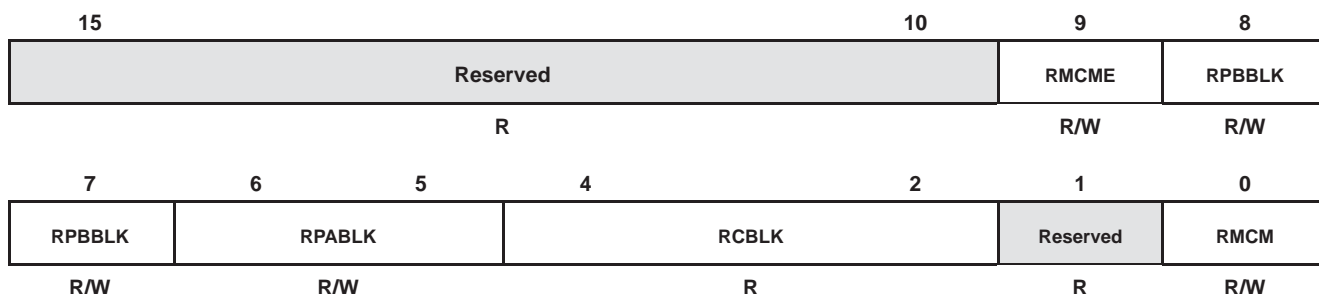 15 10 9 8
Reserved RMCME RPBBLK
R R/W R/W
7 6 5 4 2 1 0
RPBBLK RPABLK RCBLK Reserved RMCM
R/W R/W R R R/W